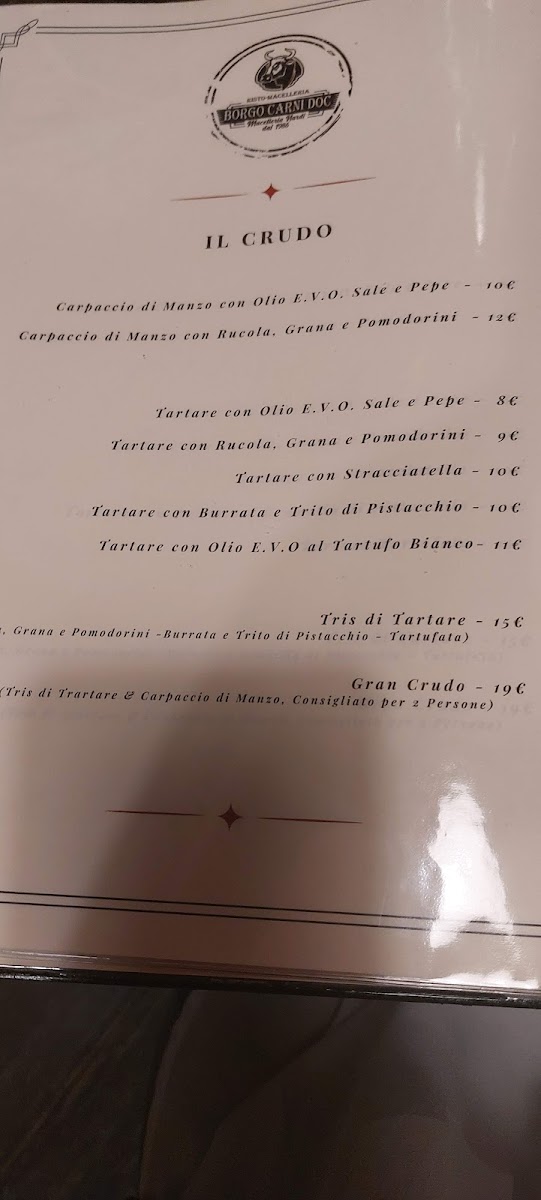 RISTO-MACELLERIA
BORGO CARNI DOC
Macelleria Nardi
dal 1966
IL CRUDO
Carpaccio di Manzo con Olio E.V.O. Sale e Pepe - 10€
Carpaccio di Manzo con Rucola, Grana e Pomodorini - 12€
Tartare con Olio E.V.O. Sale e Pepe - 8€
Tartare con Rucola, Grana e Pomodorini - 9€
Tartare con Stracciatella - 10€
Tartare con Burrata e Trito di Pistacchio - 10€
Tartare con Olio E.V.O al Tartufo Bianco- 11€
Tris di Tartare - 15€
, Grana e Pomodorini -Burrata e Trito di Pistacchio - Tartufata)
Gran Crudo - 19€
(Tris di Trartare & Carpaccio di Manzo, Consigliato per 2 Persone)